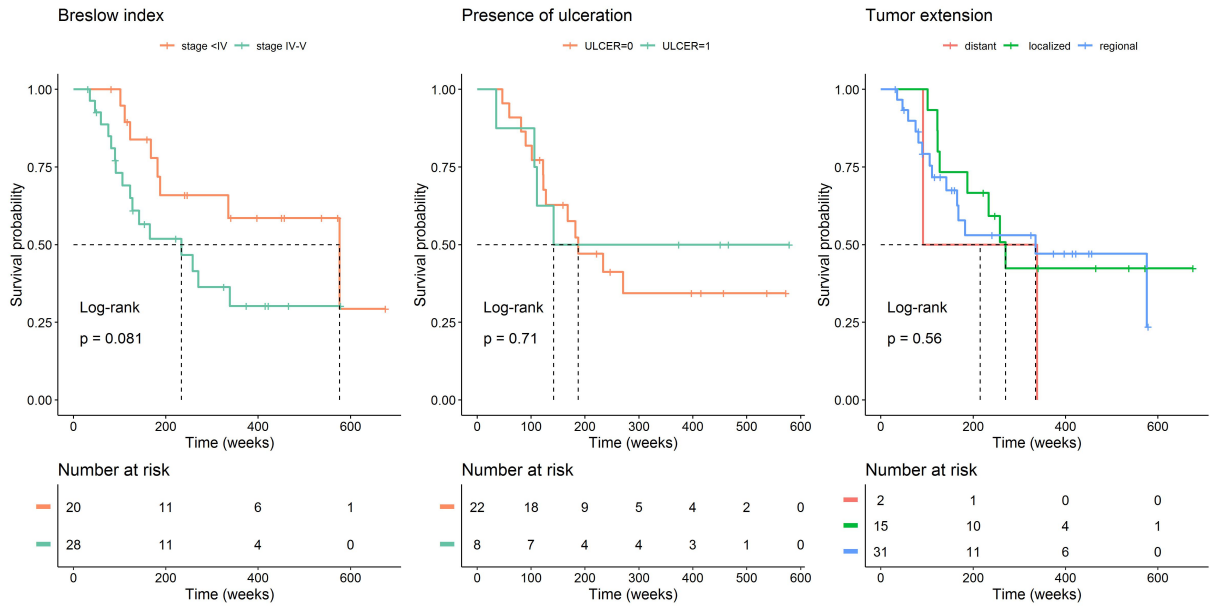 Breslow index
stage <IV stage IV-V
1.00
0.75
0.50
0.25
0.00
Survival probability
Log-rank
p = 0.081
0 200 400 600
Time (weeks)
Number at risk
20 11 6 1
28 11 4 0
0 200 400 600
Time (weeks)
Presence of ulceration
ULCER=0 ULCER=1
1.00
0.75
0.50
0.25
0.00
Survival probability
Log-rank
p = 0.71
0 100 200 300 400 500 600
Time (weeks)
Number at risk
22 18 9 5 4 2 0
8 7 4 4 3 1 0
0 100 200 300 400 500 600
Time (weeks)
Tumor extension
distant localized regional
1.00
0.75
0.50
0.25
0.00
Survival probability
Log-rank
p = 0.56
0 200 400 600
Time (weeks)
Number at risk
2 1 0 0
15 10 4 1
31 11 6 0
0 200 400 600
Time (weeks)